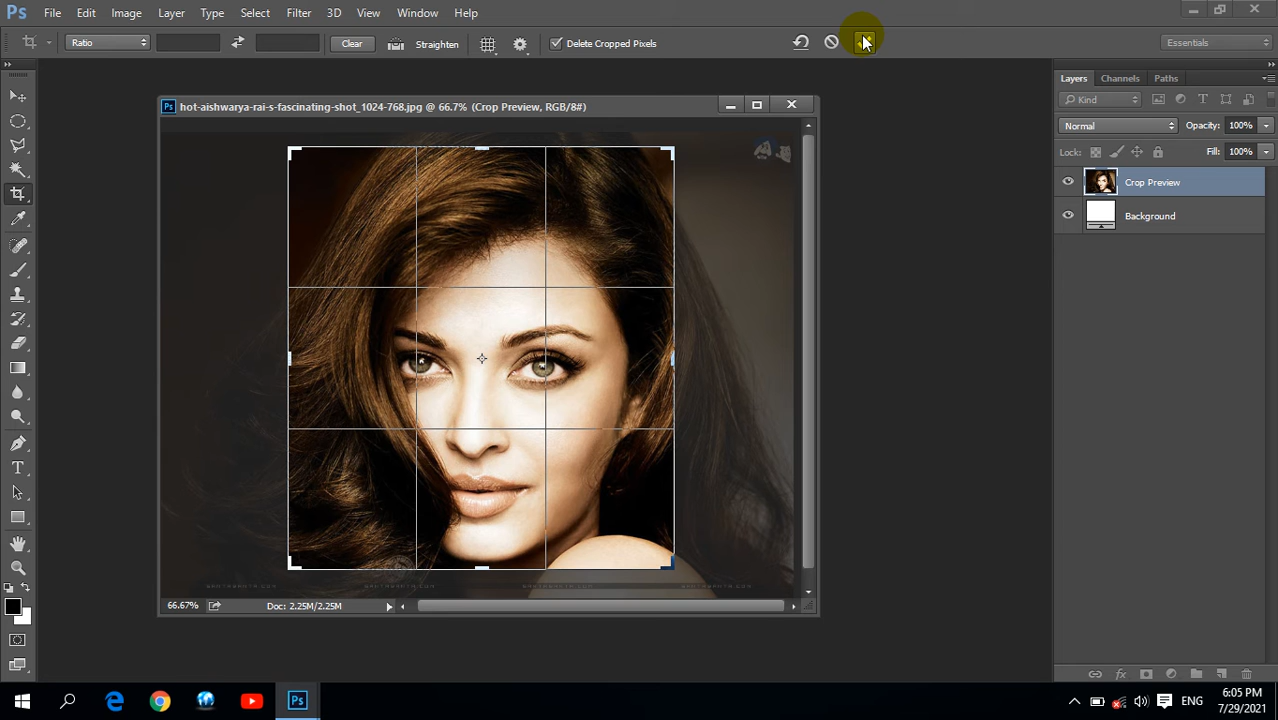 Ps File Edit Image Layer Type Select Filter 3D View Window Help
Ratio Clear Straighten Delete Cropped Pixels Essentials
Layers Channels Paths
Ps hot-aishwarya-rai-s-fascinating-shot_1024-768.jpg @ 66.7% (Crop Preview, RGB/8#)
Kind
Normal Opacity: 100%
Lock: Fill: 100%
Crop Preview
Background
66.67% Doc: 2.25M/2.25M
Ps ENG 6:05 PM
7/29/2021